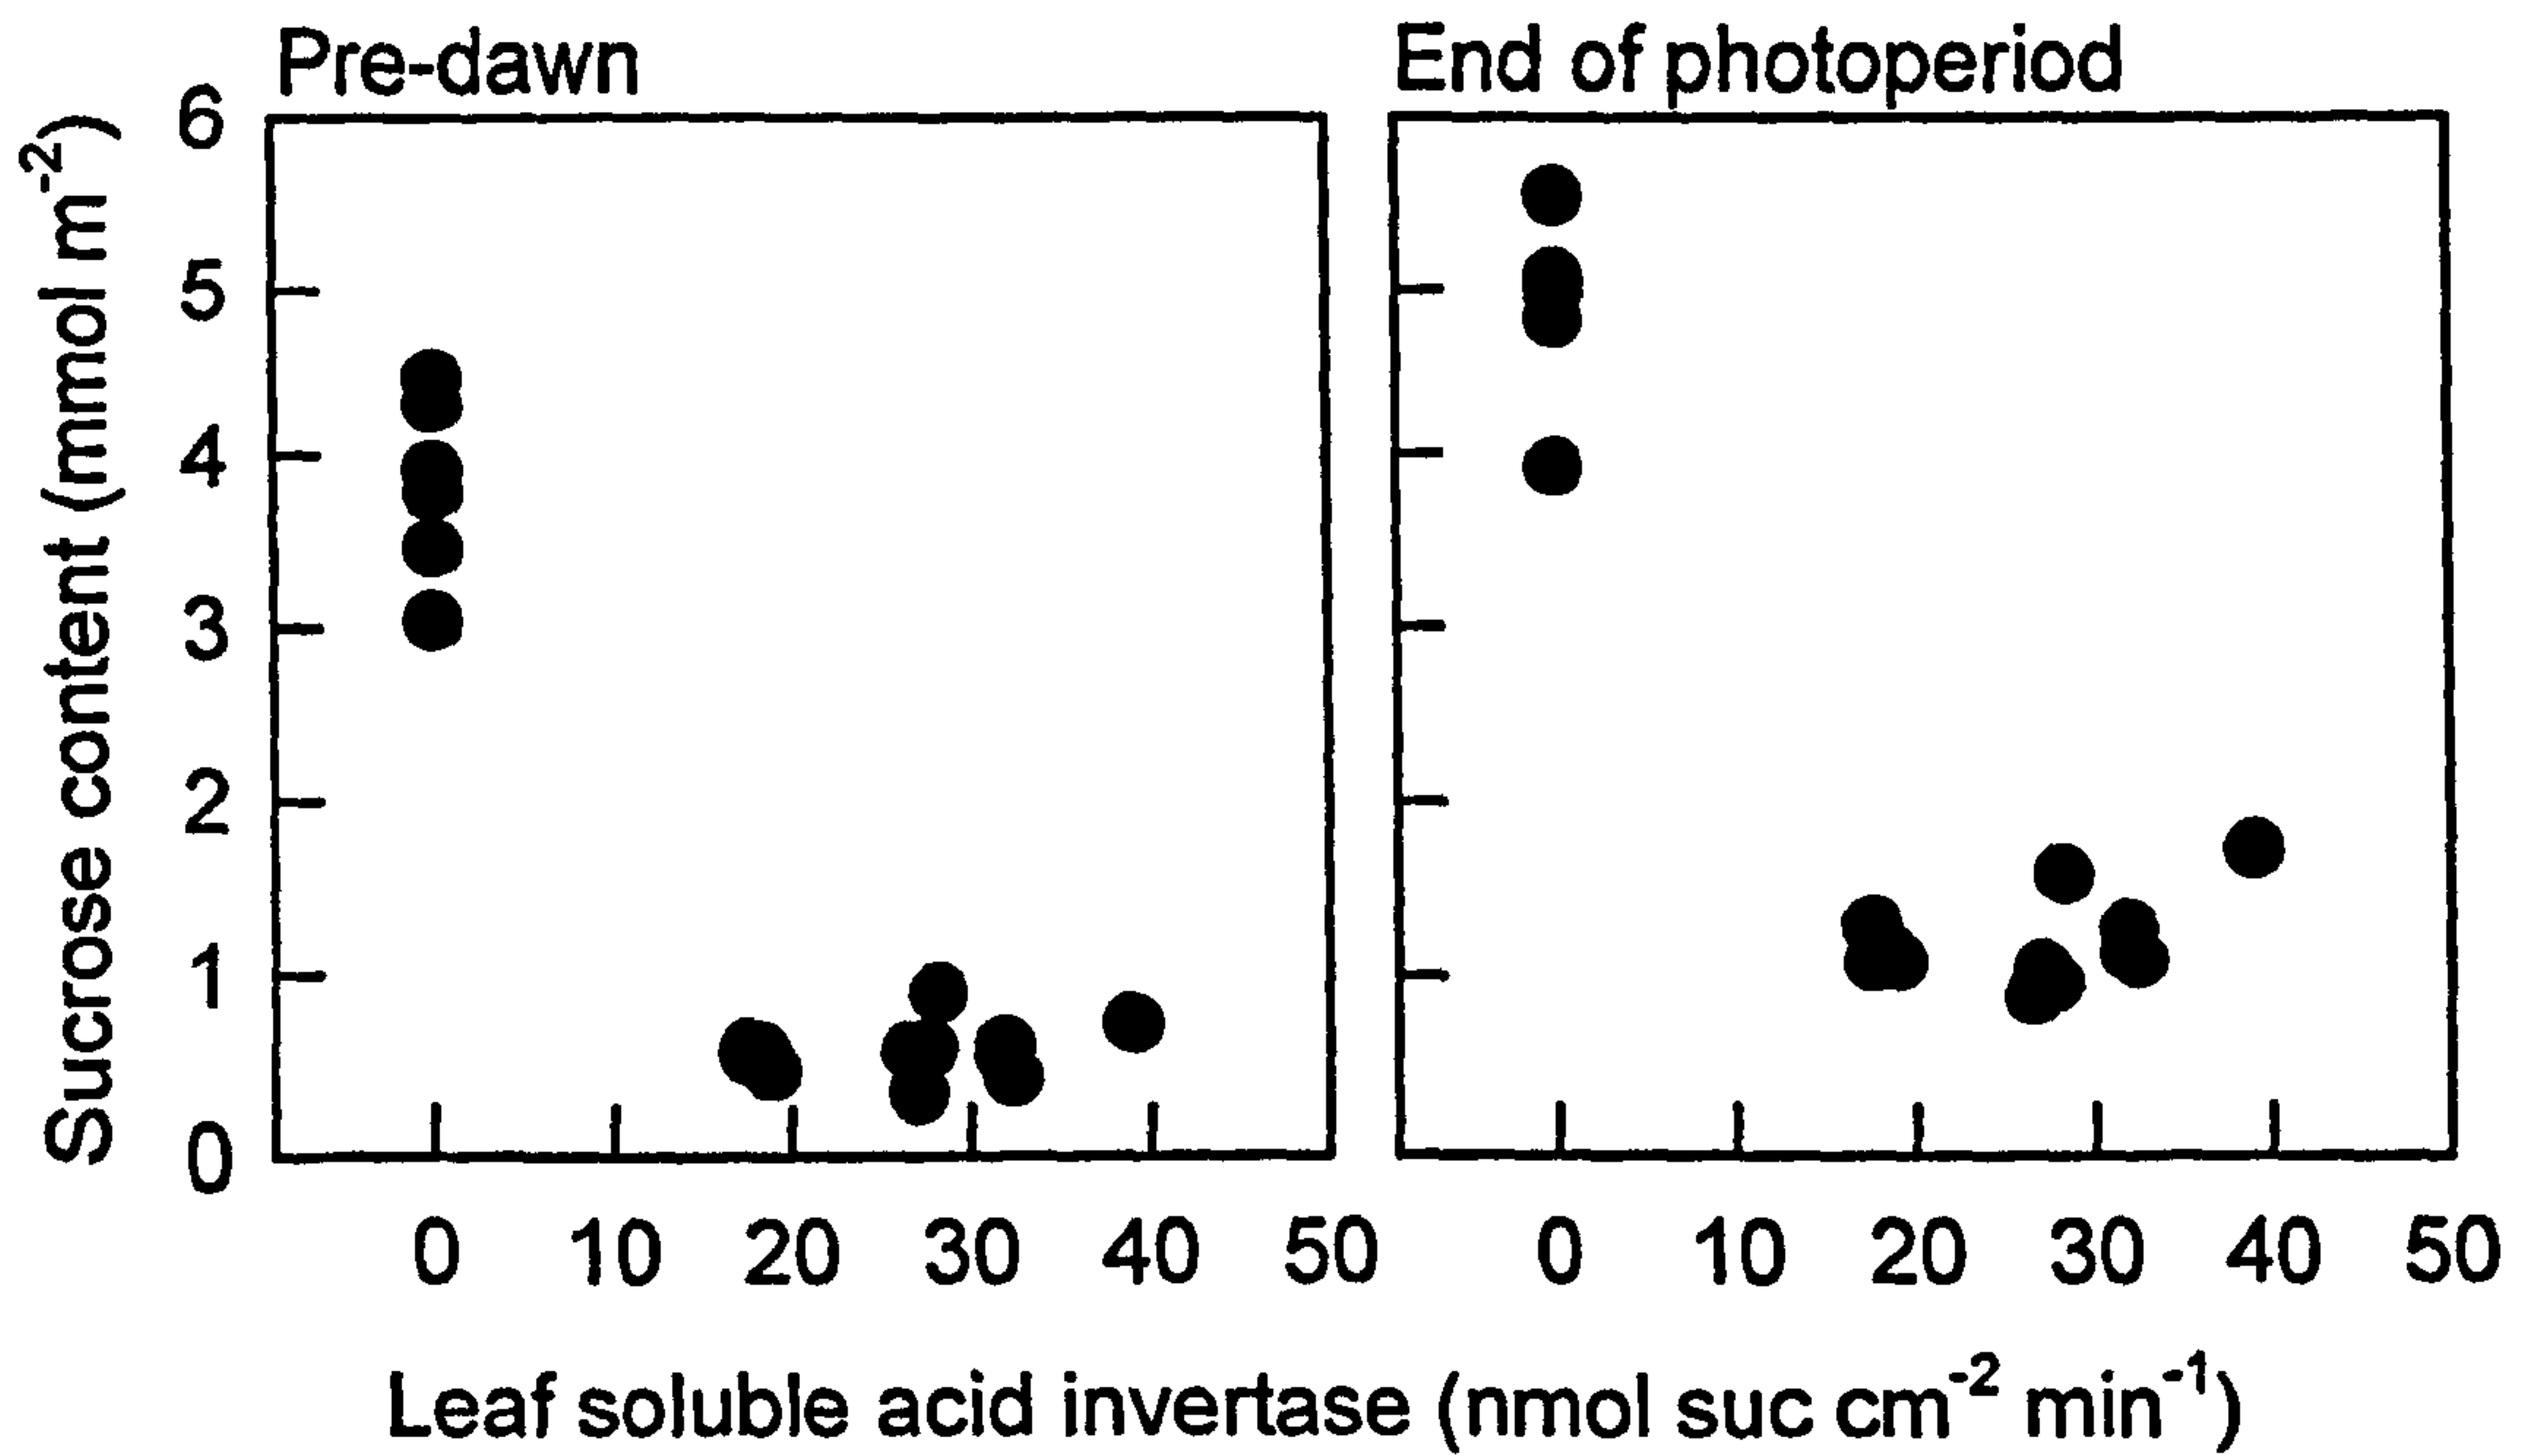 Pre-dawn
End of photoperiod
Sucrose content (mmol m⁻²)
6
5
4
3
2
1
0
0 10 20 30 40 50
0 10 20 30 40 50
Leaf soluble acid invertase (nmol suc cm⁻² min⁻¹)